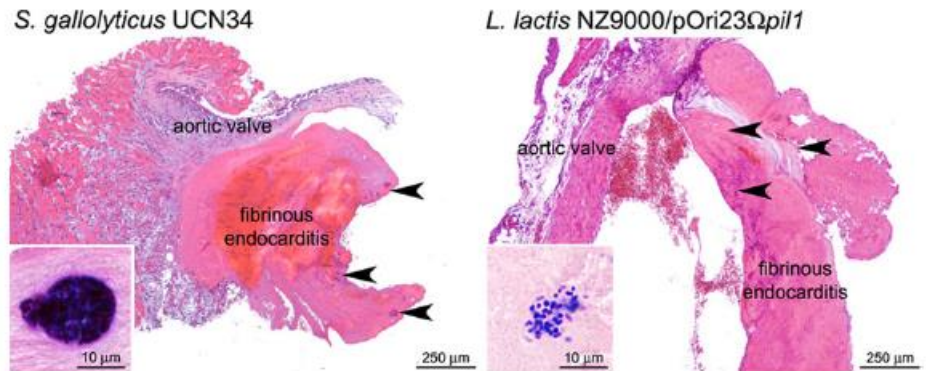 S. gallolyticus UCN34
aortic valve
fibrinous
endocarditis
10 µm
250 µm
L. lactis NZ9000/pOri23Ωpil1
aortic valve
fibrinous
endocarditis
10 µm
250 µm